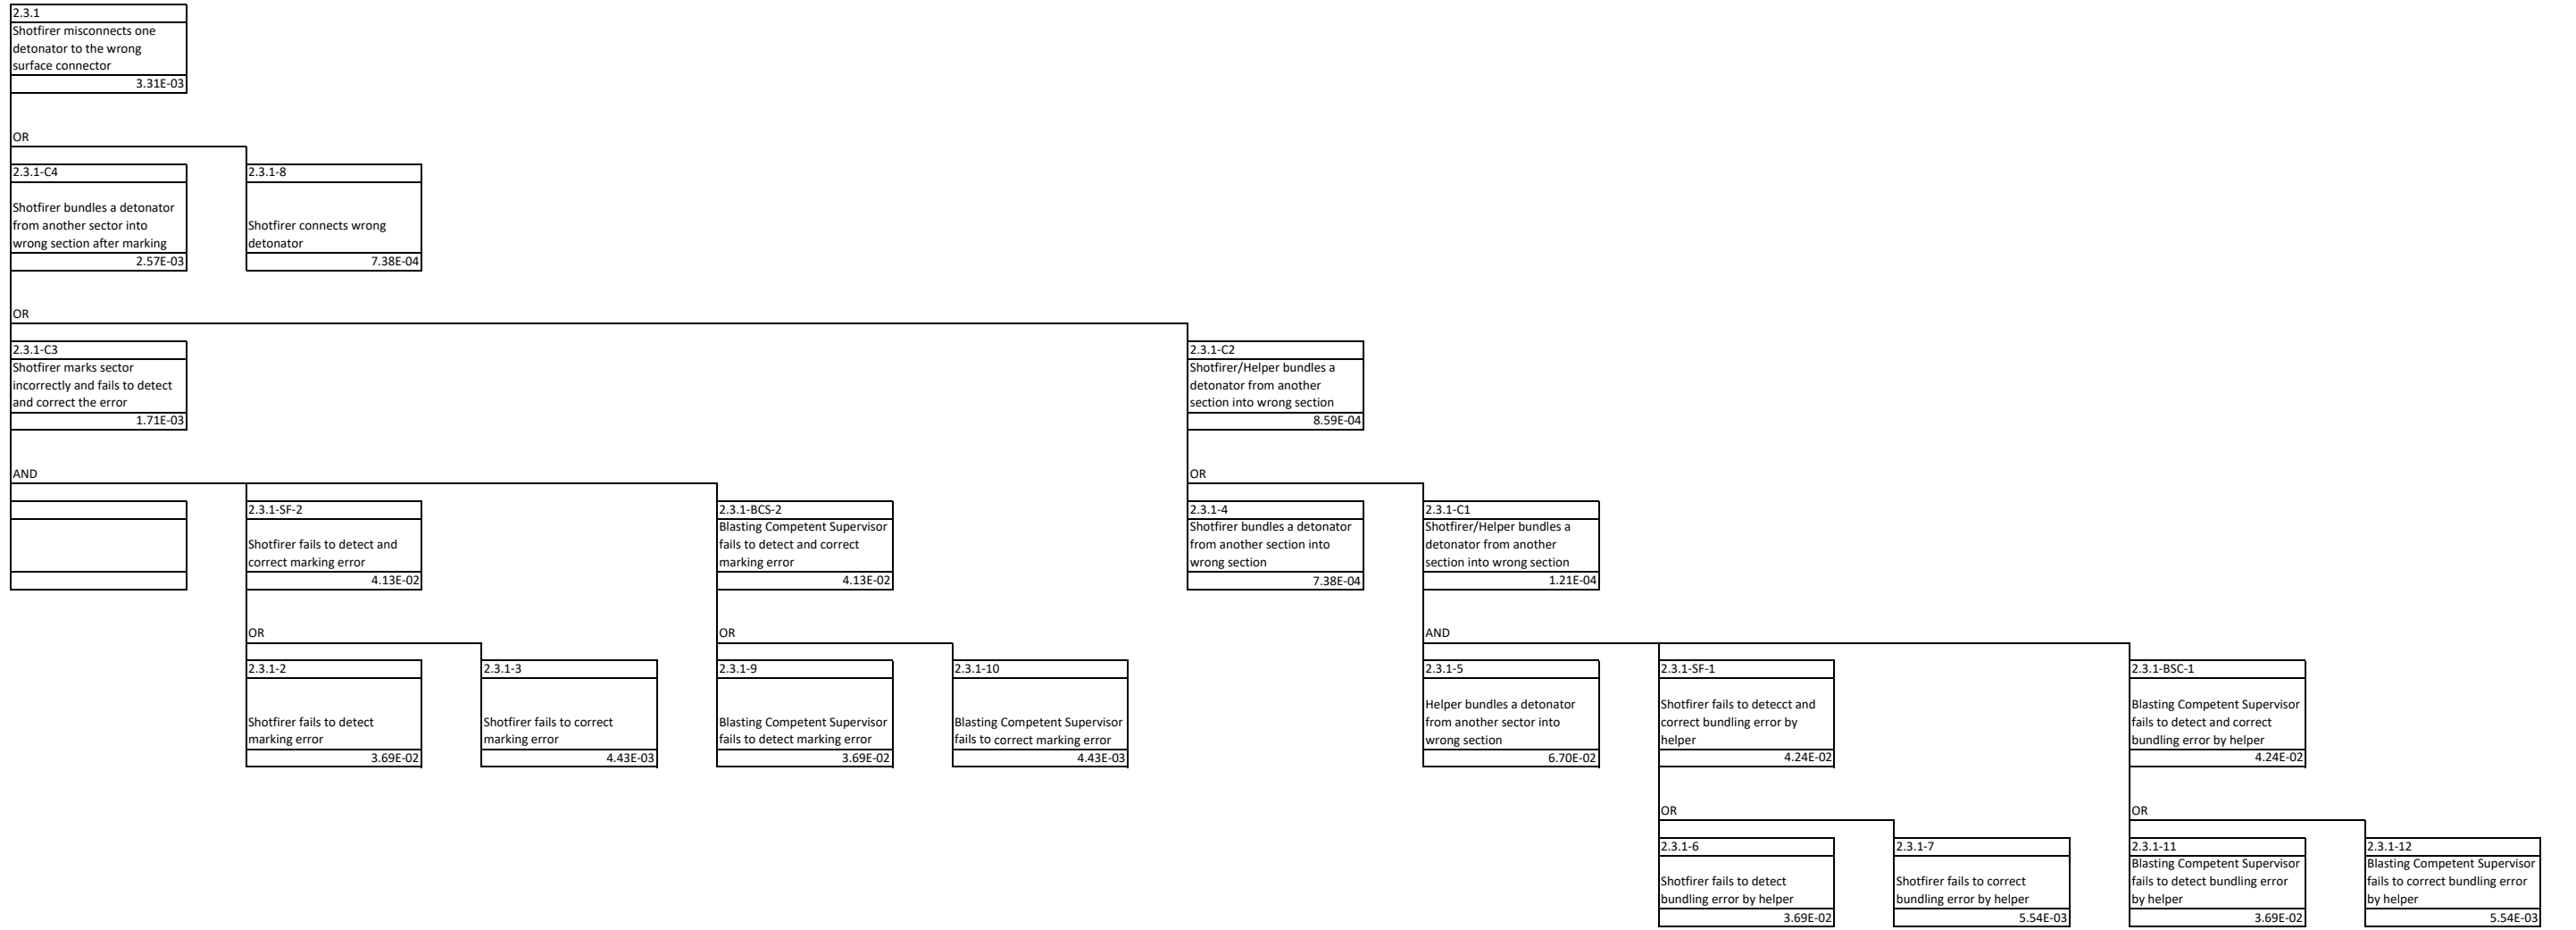 2.3.1
Shotfirer misconnects one
detonator to the wrong
surface connector
3.31E-03
OR
2.3.1-C4
Shotfirer bundles a detonator
from another sector into
wrong section after marking
2.57E-03
2.3.1-8
Shotfirer connects wrong
detonator
7.38E-04
OR
2.3.1-C3
Shotfirer marks sector
incorrectly and fails to detect
and correct the error
1.71E-03
2.3.1-C2
Shotfirer/Helper bundles a
detonator from another
section into wrong section
8.59E-04
AND
OR
2.3.1-SF-2
Shotfirer fails to detect and
correct marking error
4.13E-02
2.3.1-BCS-2
Blasting Competent Supervisor
fails to detect and correct
marking error
4.13E-02
2.3.1-4
Shotfirer bundles a detonator
from another section into
wrong section
7.38E-04
2.3.1-C1
Shotfirer/Helper bundles a
detonator from another
section into wrong section
1.21E-04
OR
OR
AND
2.3.1-2
Shotfirer fails to detect
marking error
3.69E-02
2.3.1-3
Shotfirer fails to correct
marking error
4.43E-03
2.3.1-9
Blasting Competent Supervisor
fails to detect marking error
3.69E-02
2.3.1-10
Blasting Competent Supervisor
fails to correct marking error
4.43E-03
2.3.1-5
Helper bundles a detonator
from another sector into
wrong section
6.70E-02
2.3.1-SF-1
Shotfirer fails to detecct and
correct bundling error by
helper
4.24E-02
2.3.1-BSC-1
Blasting Competent Supervisor
fails to detect and correct
bundling error by helper
4.24E-02
OR
OR
2.3.1-6
Shotfirer fails to detect
bundling error by helper
3.69E-02
2.3.1-7
Shotfirer fails to correct
bundling error by helper
5.54E-03
2.3.1-11
Blasting Competent Supervisor
fails to detect bundling error
by helper
3.69E-02
2.3.1-12
Blasting Competent Supervisor
fails to correct bundling error
by helper
5.54E-03